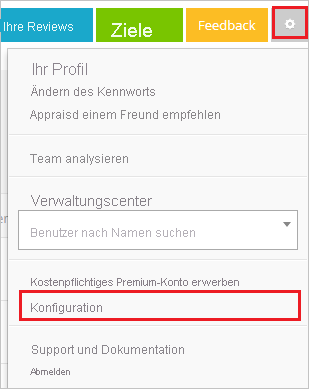 Ihre Reviews
Ziele
Feedback
Ihr Profil
Ändern des Kennworts
Appraisd einem Freund empfehlen
Team analysieren
Verwaltungscenter
Benutzer nach Namen suchen
Kostenpflichtiges Premium-Konto erwerben
Konfiguration
Support und Dokumentation
Abmelden